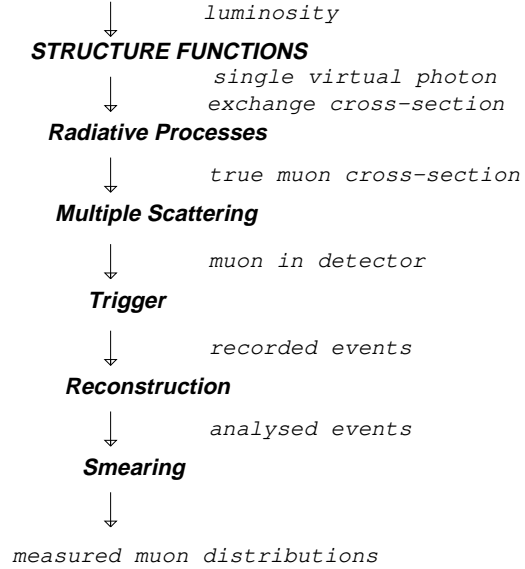 luminosity
STRUCTURE FUNCTIONS
single virtual photon
exchange cross-section
Radiative Processes
true muon cross-section
Multiple Scattering
muon in detector
Trigger
recorded events
Reconstruction
analysed events
Smearing
measured muon distributions